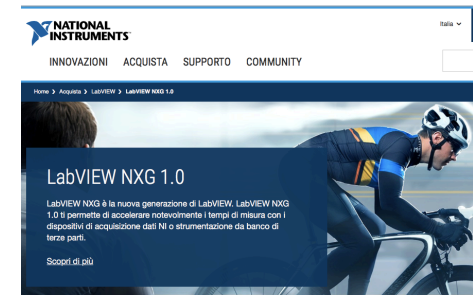 NATIONAL
INSTRUMENTS
Italia
INNOVAZIONI ACQUISTA SUPPORTO COMMUNITY
Home > Acquista > LabVIEW > LabVIEW NXG 1.0
LabVIEW NXG 1.0
LabVIEW NXG è la nuova generazione di LabVIEW. LabVIEW NXG
1.0 ti permette di accelerare notevolmente i tempi di misura con i
dispositivi di acquisizione dati NI o strumentazione da banco di
terze parti.
Scopri di più